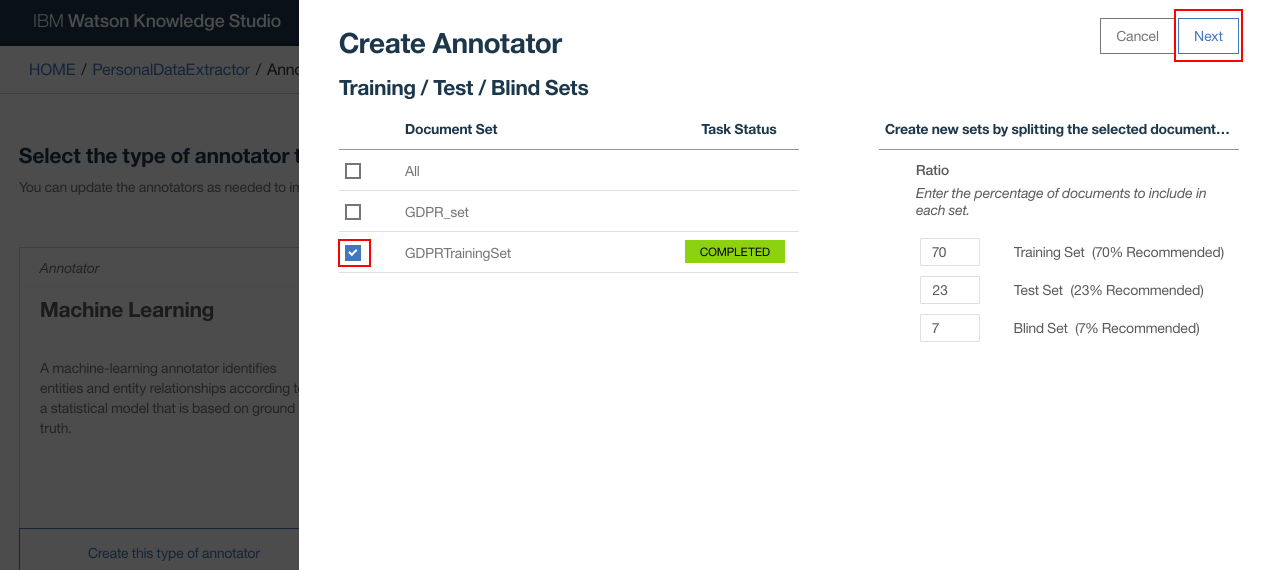 IBM Watson Knowledge Studio
HOME / PersonalDataExtractor / Anno
Select the type of annotator t
You can update the annotators as needed to im
Annotator
Machine Learning
A machine-learning annotator identifies
entities and entity relationships according to
a statistical model that is based on ground
truth.
Create this type of annotator
Create Annotator
Cancel
Next
Training / Test / Blind Sets
Document Set
Task Status
All
GDPR_set
GDPRTrainingSet
COMPLETED
Create new sets by splitting the selected document…
Ratio
Enter the percentage of documents to include in
each set.
70 Training Set (70% Recommended)
23 Test Set (23% Recommended)
7 Blind Set (7% Recommended)